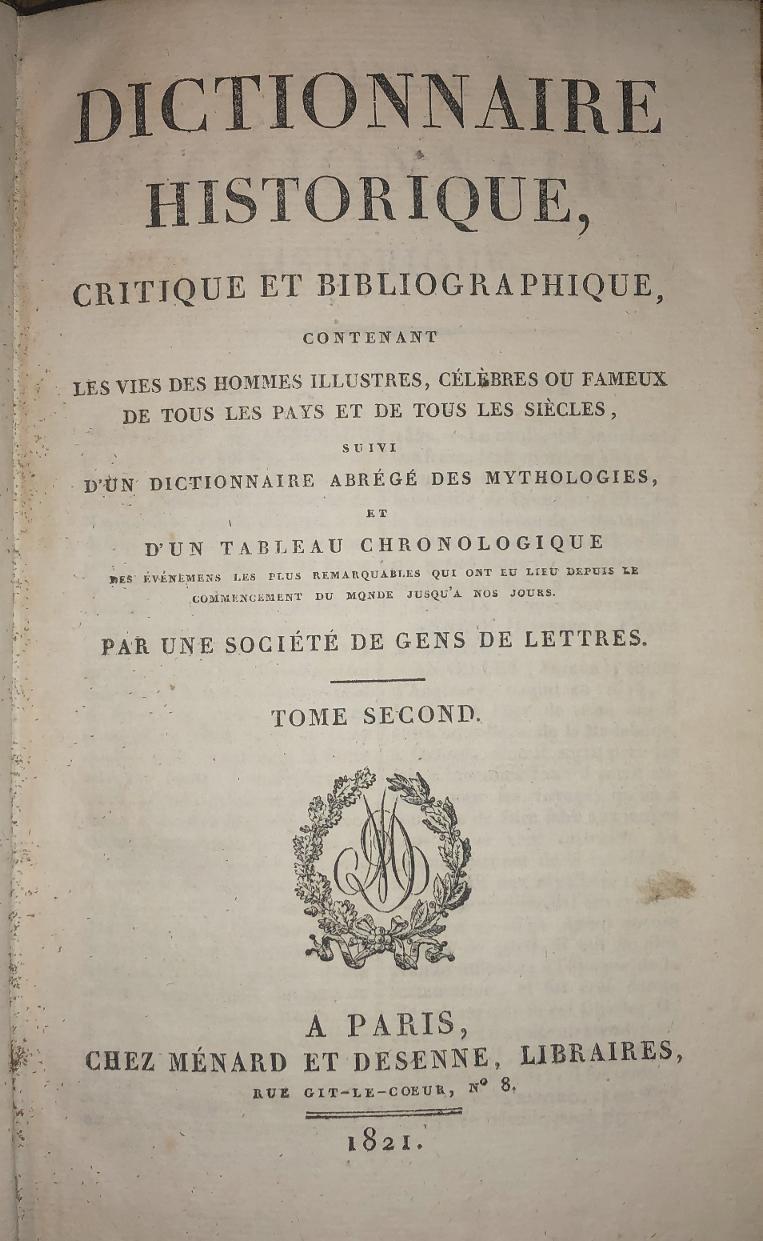 DICTIONNAIRE
HISTORIQUE,
CRITIQUE ET BIBLIOGRAPHIQUE,
CONTENANT
LES VIES DES HOMMES ILLUSTRES, CÉLÈBRES OU FAMEUX
DE TOUS LES PAYS ET DE TOUS LES SIÈCLES,
SUIVI
D'UN DICTIONNAIRE ABRÉGÉ DES MYTHOLOGIES,
ET
D'UN TABLEAU CHRONOLOGIQUE
DES ÉVÉNEMENS LES PLUS REMARQUABLES QUI ONT EU LIEU DEPUIS LE
COMMENCEMENT DU MONDE JUSQU'A NOS JOURS.
PAR UNE SOCIÉTÉ DE GENS DE LETTRES.
TOME SECOND.
A PARIS,
CHEZ MÉNARD ET DESENNE, LIBRAIRES,
RUE GIT-LE-COEUR, Nº 8.
1821.